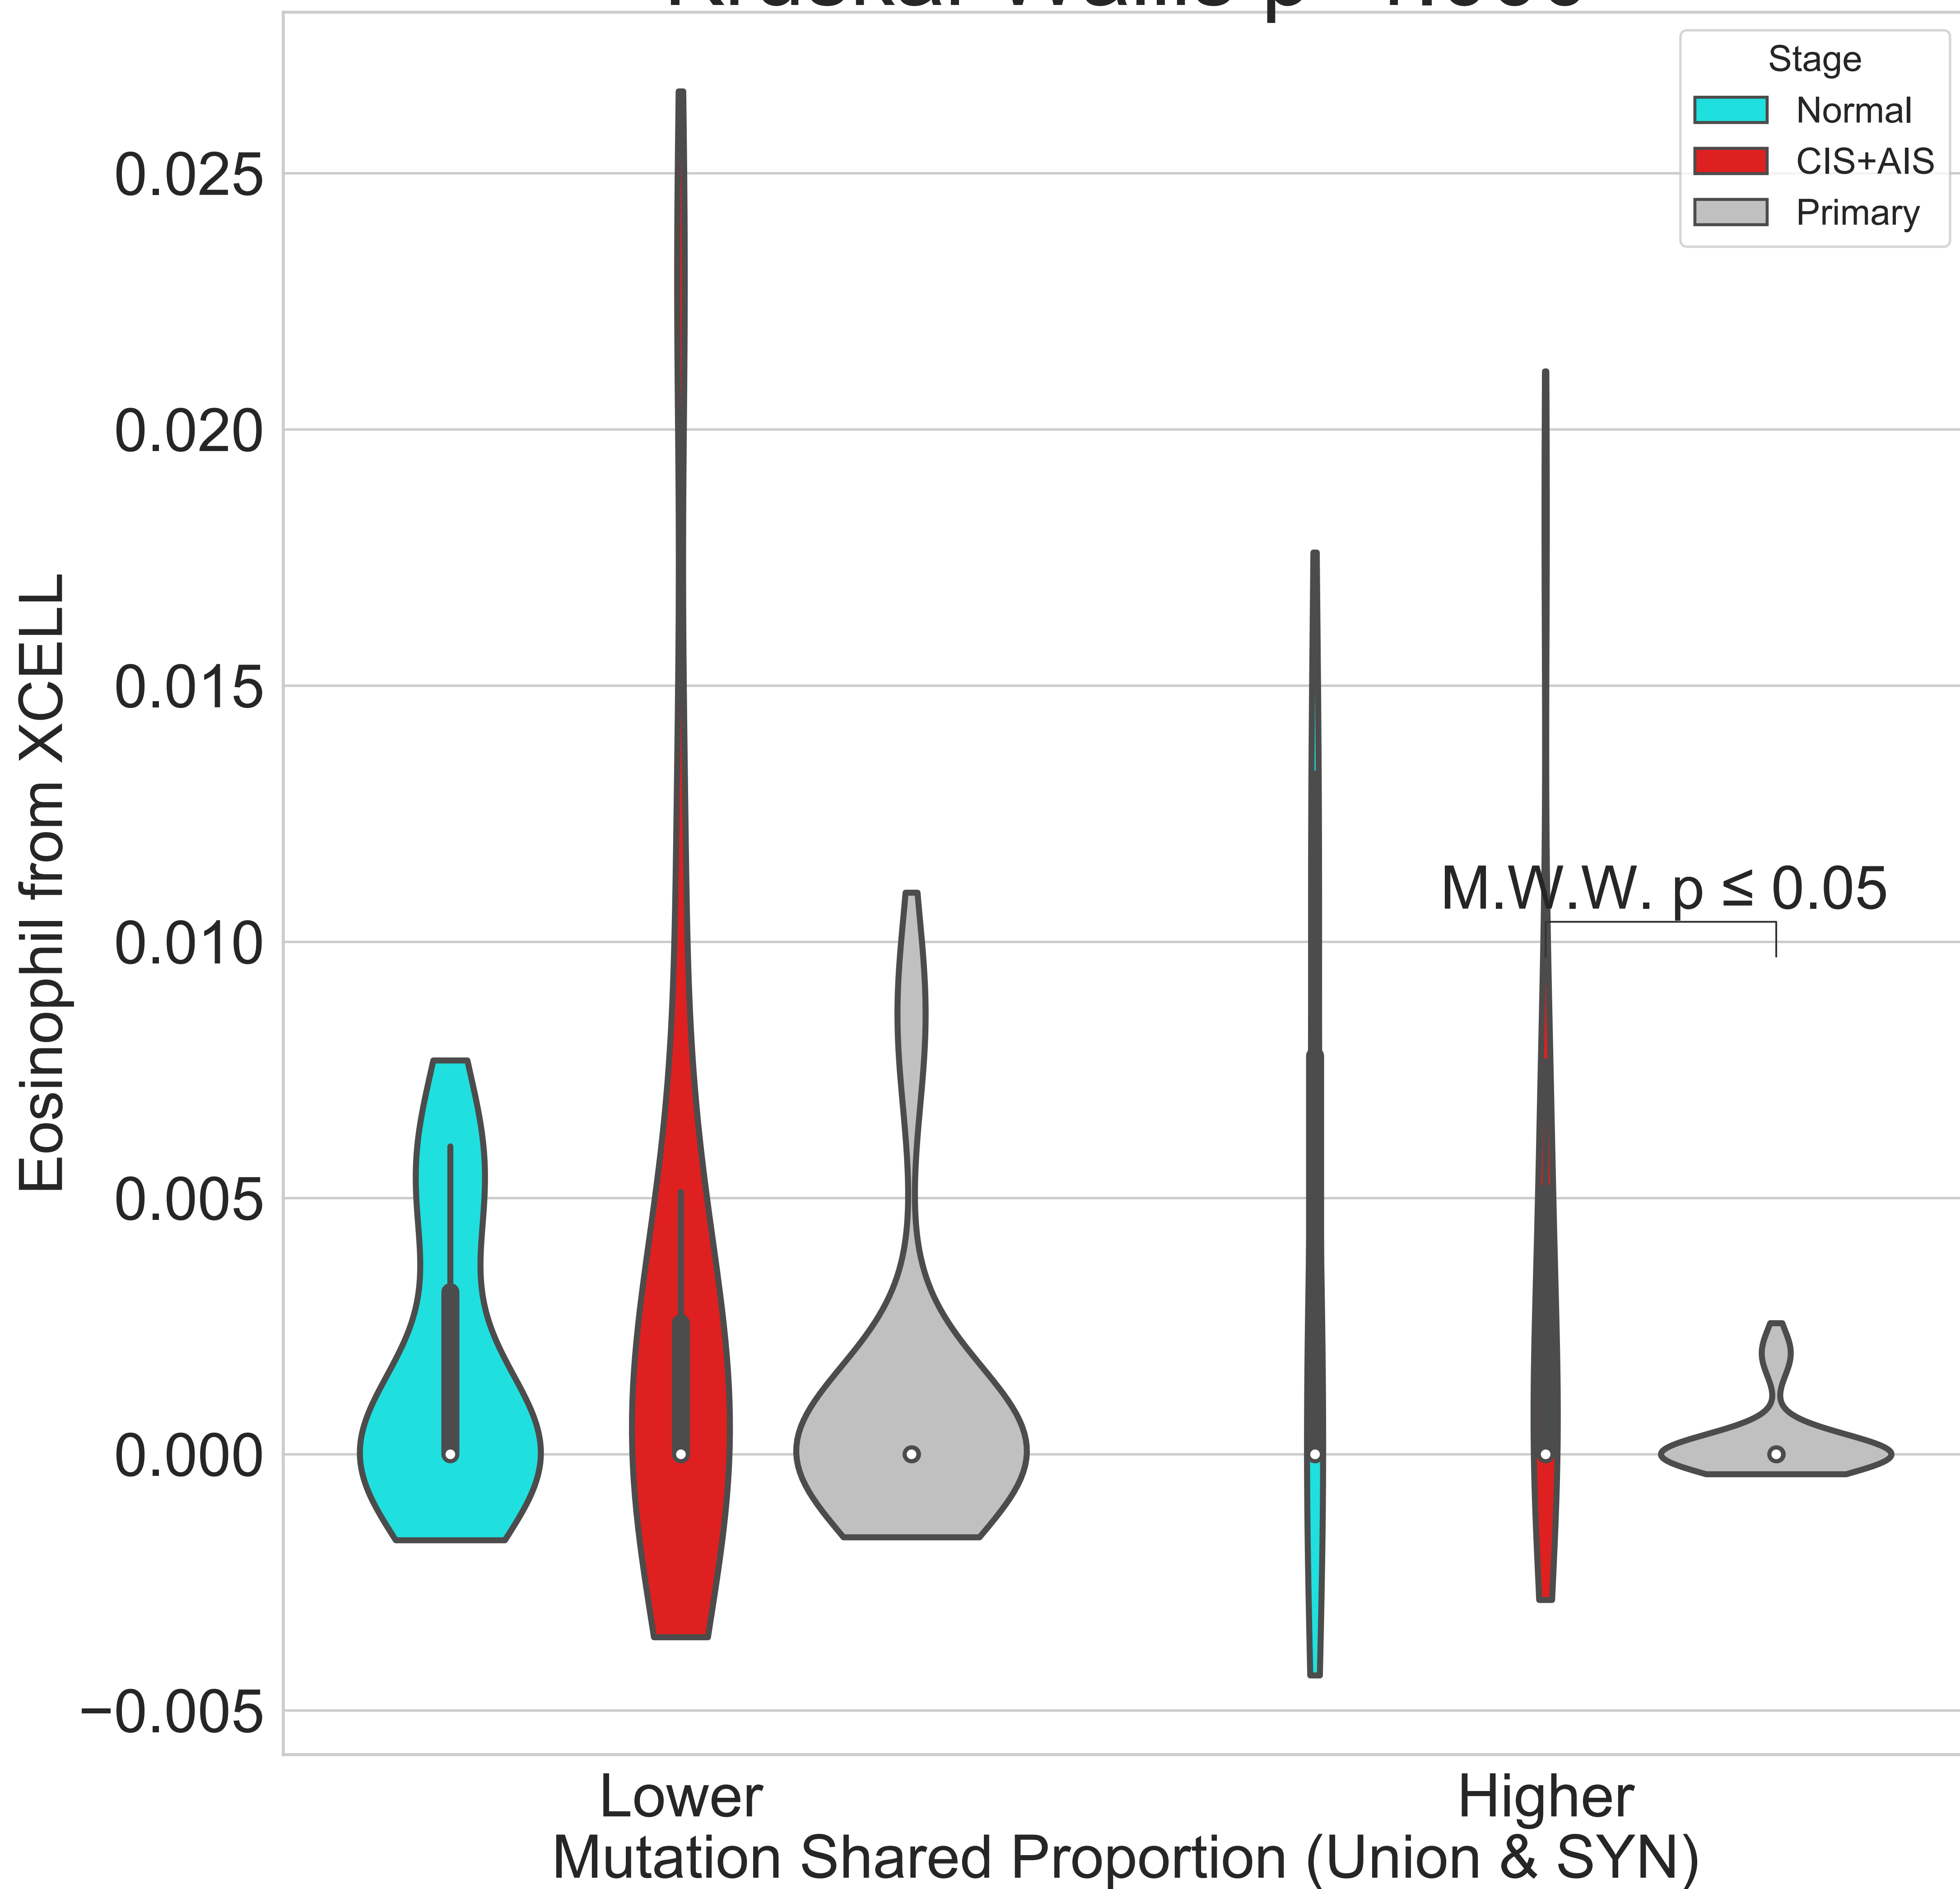 Stage
Normal
CIS+AIS
Primary
0.025
0.020
0.015
0.010
0.005
0.000
−0.005
Eosinophil from XCELL
M.W.W. p ≤ 0.05
Lower
Higher
Mutation Shared Proportion (Union & SYN)